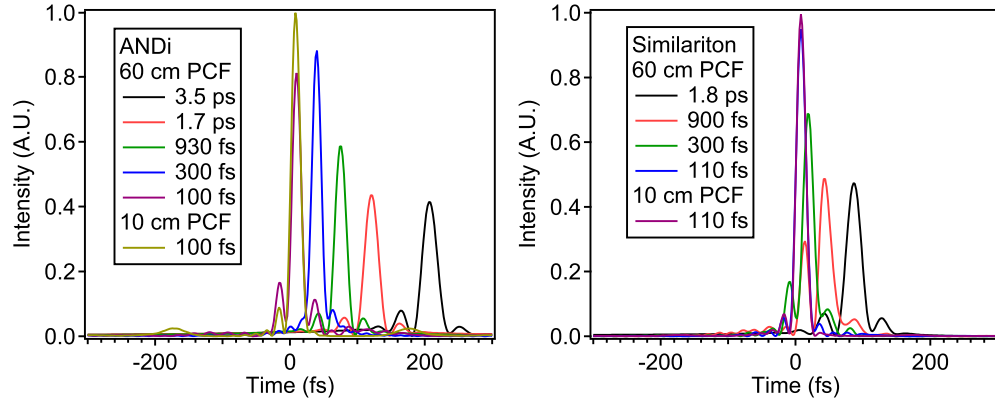 Intensity (A.U.)
1.0
0.8
0.6
0.4
0.2
0.0
ANDi
60 cm PCF
3.5 ps
1.7 ps
930 fs
300 fs
100 fs
10 cm PCF
100 fs
-200
0
200
Time (fs)
Intensity (A.U.)
1.0
0.8
0.6
0.4
0.2
0.0
Similariton
60 cm PCF
1.8 ps
900 fs
300 fs
110 fs
10 cm PCF
110 fs
-200
0
200
Time (fs)